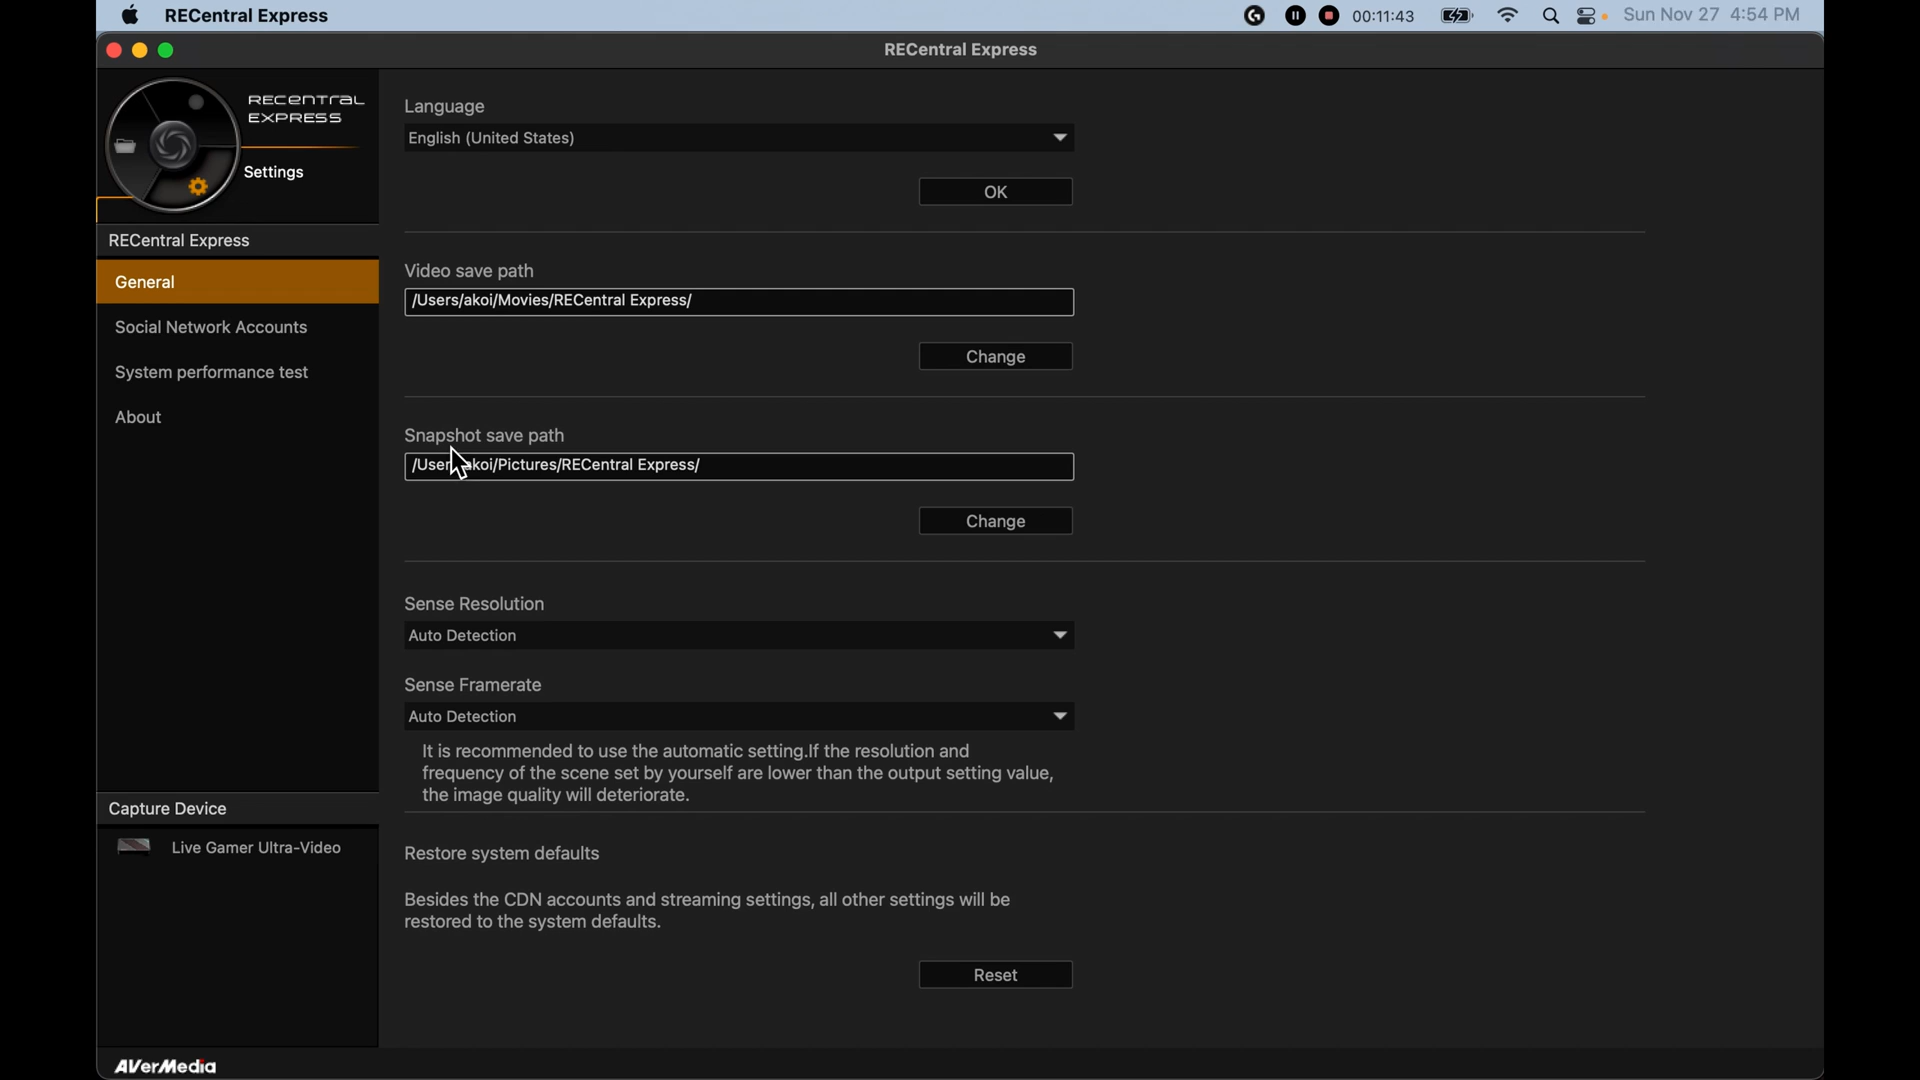 RECentral Express
00:11:43
Sun Nov 27 4:54 PM
RECentral Express
RECENTRAL
EXPRESS
Settings
RECentral Express
General
Social Network Accounts
System performance test
About
Capture Device
Live Gamer Ultra-Video
AVerMedia
Language
English (United States)
OK
Video save path
/Users/akoi/Movies/RECentral Express/
Change
Snapshot save path
/User akoi/Pictures/RECentral Express/
Change
Sense Resolution
Auto Detection
Sense Framerate
Auto Detection
It is recommended to use the automatic setting.If the resolution and
frequency of the scene set by yourself are lower than the output setting value,
the image quality will deteriorate.
Restore system defaults
Besides the CDN accounts and streaming settings, all other settings will be
restored to the system defaults.
Reset